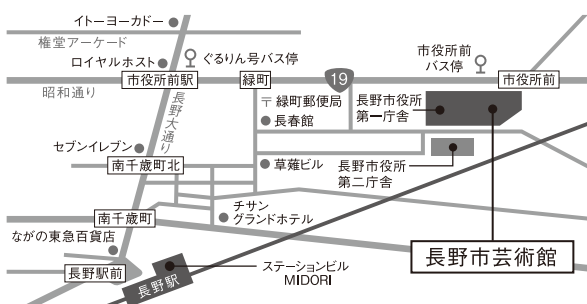 イトーヨーカドー
権堂アーケード
ロイヤルホスト
ぐるりん号バス停
市役所前
バス停
市役所前駅
緑町
19
市役所前
昭和通り
長野大通り
〒緑町郵便局
長春館
長野市役所
第一庁舎
セブンイレブン
南千歳町北
草薙ビル
長野市役所
第二庁舎
南千歳町
チサン
グランドホテル
ながの東急百貨店
長野市芸術館
長野駅前
長野駅
ステーションビル
MIDORI